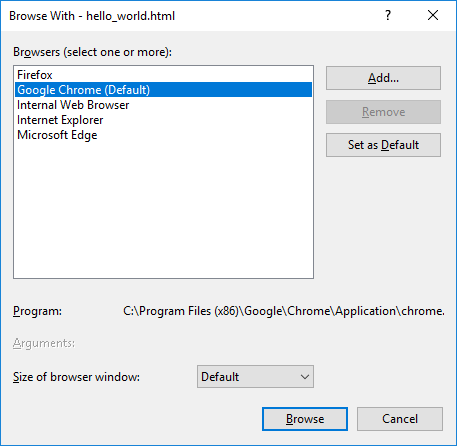 Browse With - hello_world.html
Browsers (select one or more):
Firefox
Google Chrome (Default)
Internal Web Browser
Internet Explorer
Microsoft Edge
Add...
Remove
Set as Default
Program: C:\Program Files (x86)\Google\Chrome\Application\chrome.
Arguments:
Size of browser window: Default
Browse Cancel